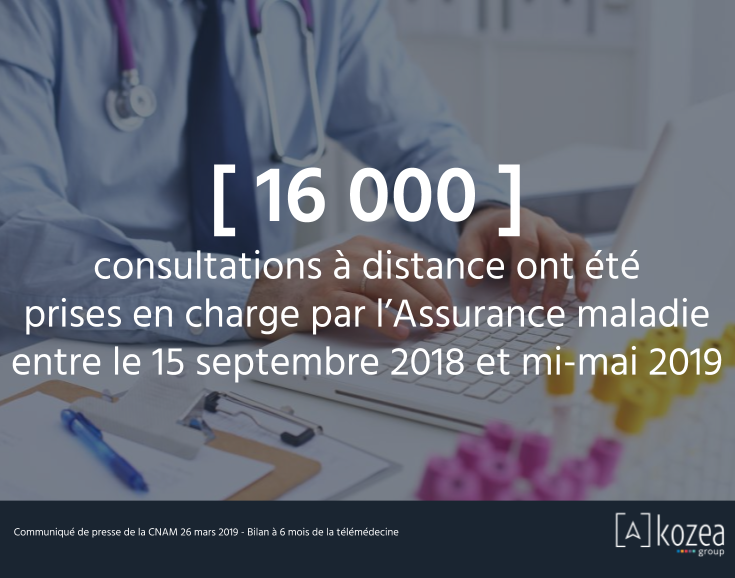 [ 16 000 ]
consultations à distance ont été
prises en charge par l’Assurance maladie
entre le 15 septembre 2018 et mi-mai 2019
Communiqué de presse de la CNAM 26 mars 2019 - Bilan à 6 mois de la télémédecine
[A] kozea
group